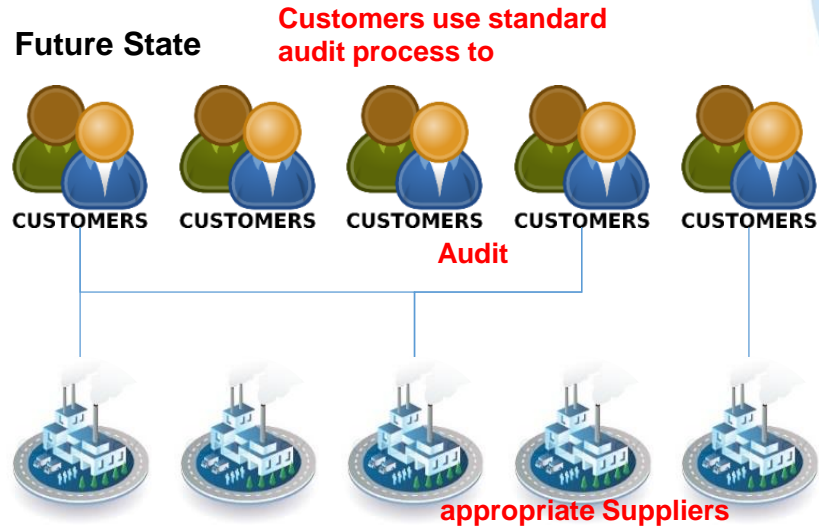 Future State
Customers use standard
audit process to
CUSTOMERS CUSTOMERS CUSTOMERS CUSTOMERS CUSTOMERS
Audit
appropriate Suppliers